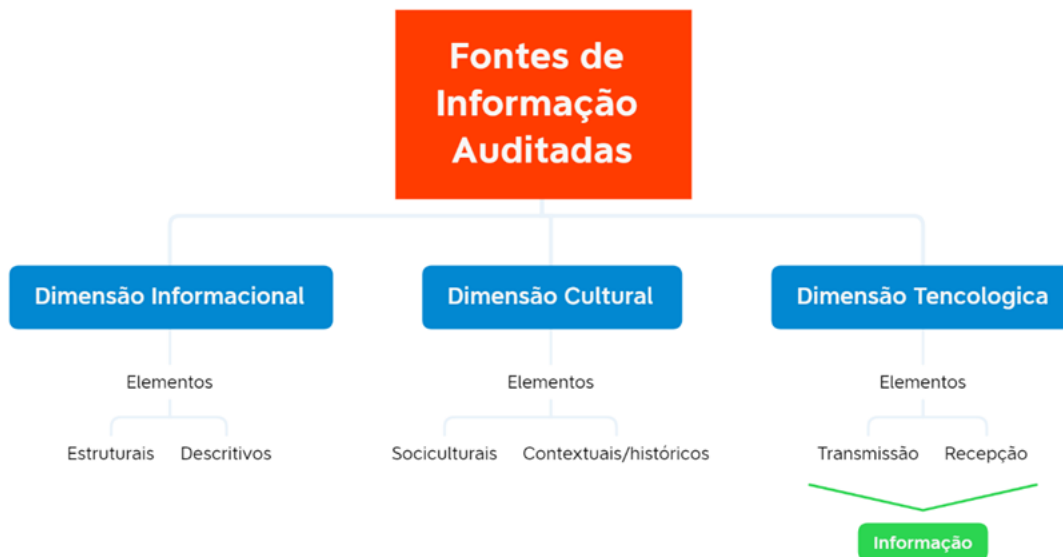 Fontes de
Informação
Auditadas
Dimensão Informacional
Dimensão Cultural
Dimensão Tencologica
Elementos
Elementos
Elementos
Estruturais
Descritivos
Sociculturais
Contextuais/históricos
Transmissão
Recepção
Informação